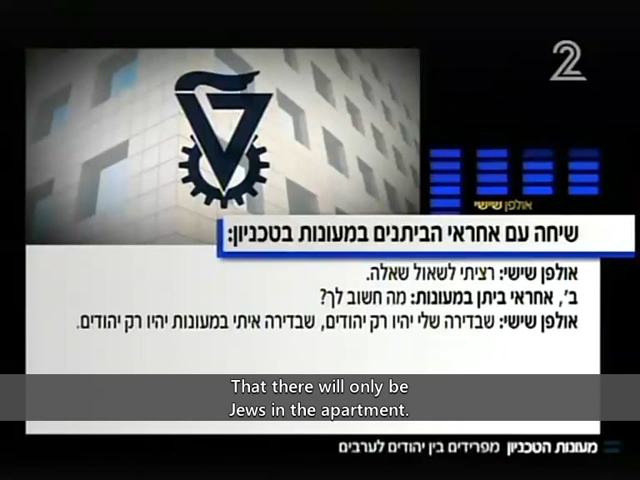 2
אולפן שישי
שיחה עם אחראי הביתנים במעונות בטכניון:
אולפן שישי: רציתי לשאול שאלה.
ב', אחראי ביתן במעונות: מה חשוב לך?
אולפן שישי: שבדירה שלי יהיו רק יהודים, שבדירה איתי במעונות יהיו רק יהודים.
That there will only be
Jews in the apartment.
מעונות הטכניון מפרידים בין יהודים לערבים